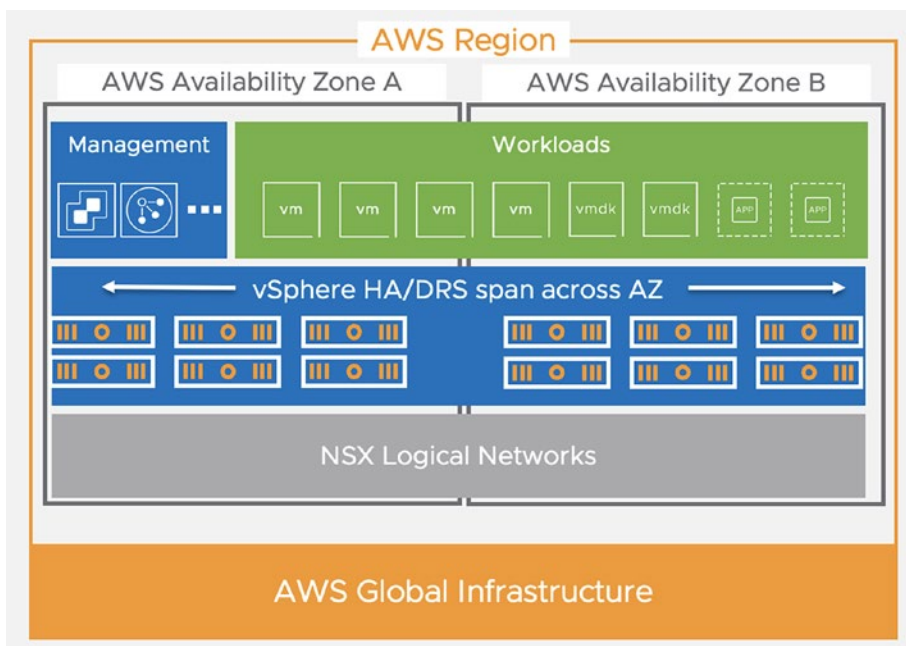 AWS Region
AWS Availability Zone A
AWS Availability Zone B
Management
Workloads
vm
vm
vm
vm
vmdk
vmdk
APP
APP
vSphere HA/DRS span across AZ
NSX Logical Networks
AWS Global Infrastructure